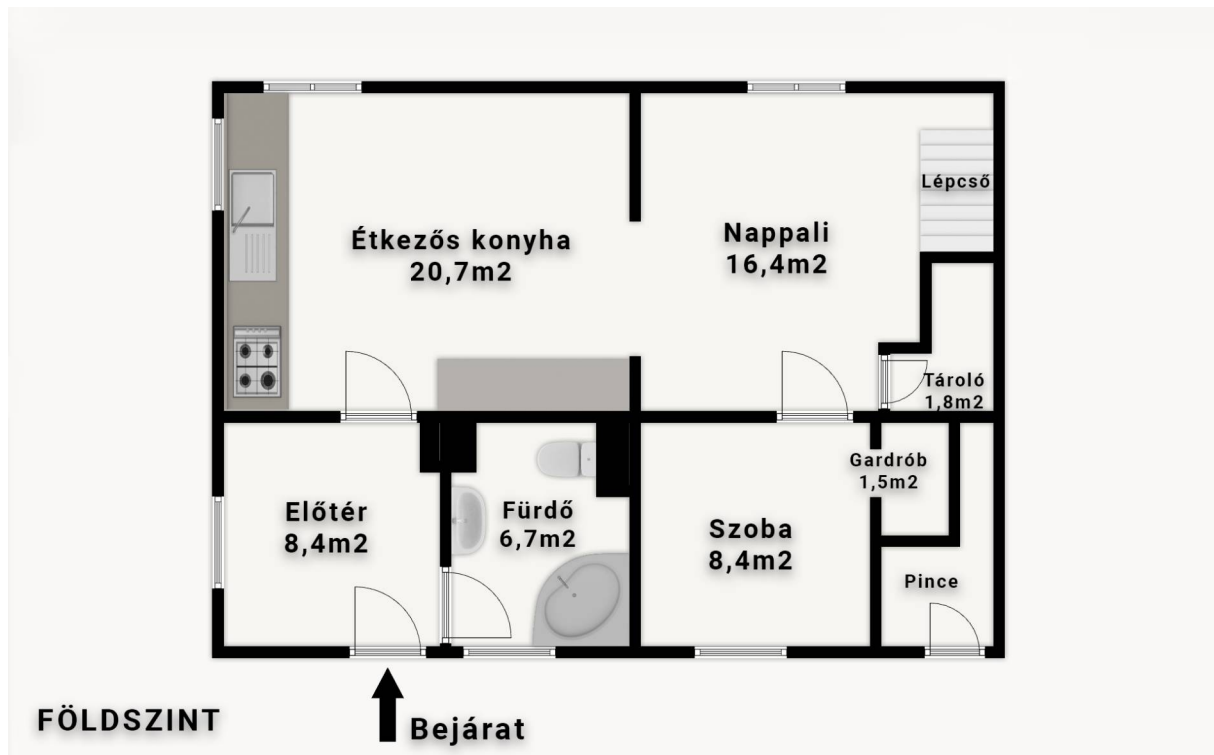 Étkezős konyha
20,7m2
Nappali
16,4m2
Lépcső
Tároló
1,8m2
Gardrób
1,5m2
Előtér
8,4m2
Fürdő
6,7m2
Szoba
8,4m2
Pince
FÖLDSZINT
Bejárat